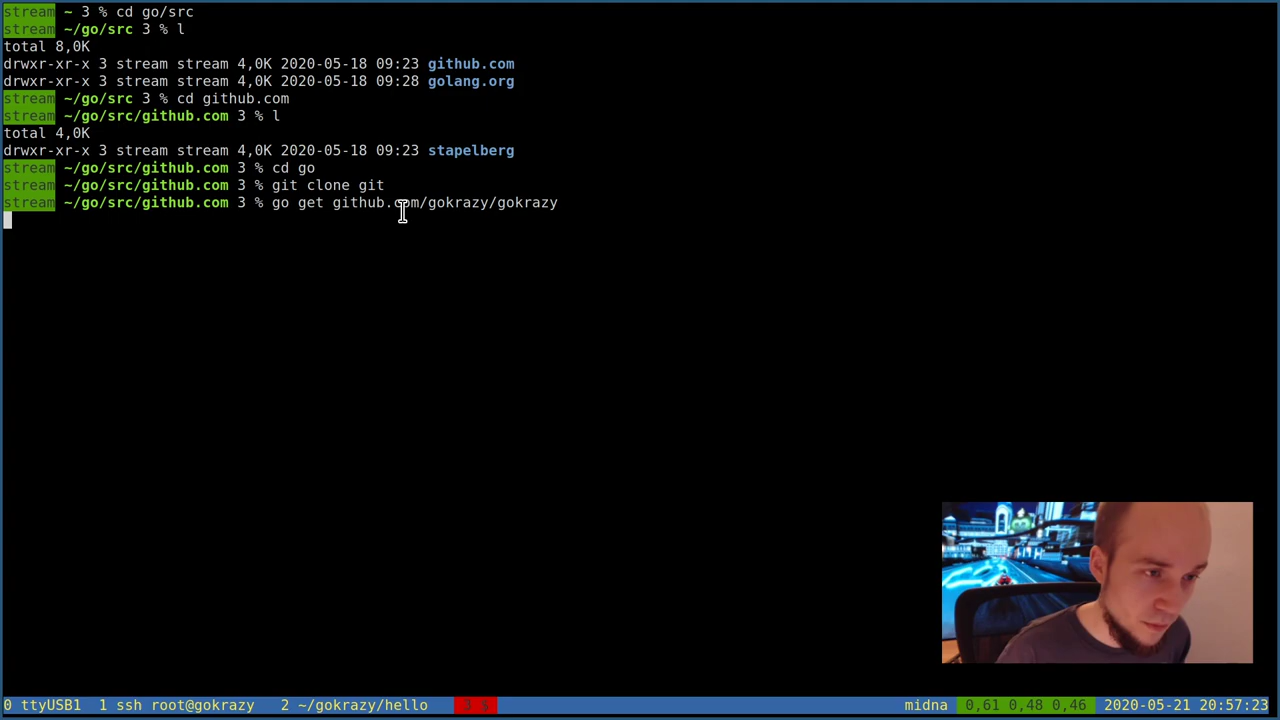 stream ~ 3 % cd go/src
stream ~/go/src 3 % l
total 8,0K
drwxr-xr-x 3 stream stream 4,0K 2020-05-18 09:23 github.com
drwxr-xr-x 3 stream stream 4,0K 2020-05-18 09:28 golang.org
stream ~/go/src 3 % cd github.com
stream ~/go/src/github.com 3 % l
total 4,0K
drwxr-xr-x 3 stream stream 4,0K 2020-05-18 09:23 stapelberg
stream ~/go/src/github.com 3 % cd go
stream ~/go/src/github.com 3 % git clone git
stream ~/go/src/github.com 3 % go get github.com/gokrazy/gokrazy
0 ttyUSB1 1 ssh root@gokrazy 2 ~/gokrazy/hello 3 % midna 0,61 0,48 0,46 2020-05-21 20:57:23